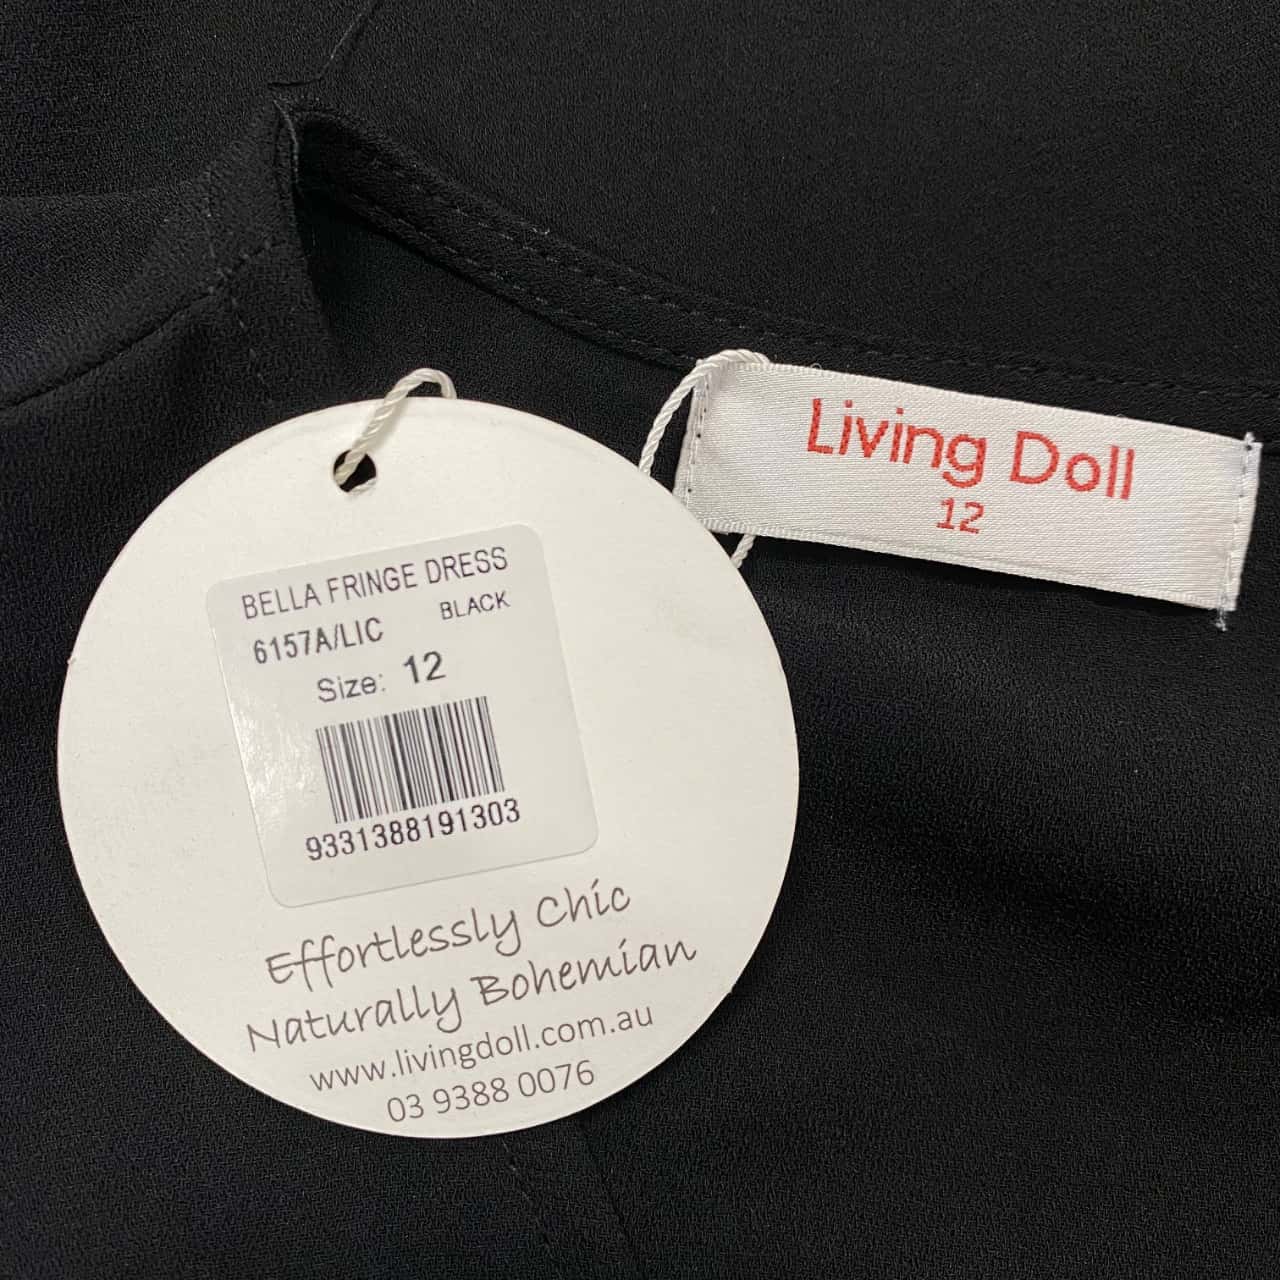 Living Doll
12
BELLA FRINGE DRESS
6157A/LIC BLACK
Size: 12
9331388191303
Effortlessly Chic
Naturally Bohemian
www.livingdoll.com.au
03 9388 0076